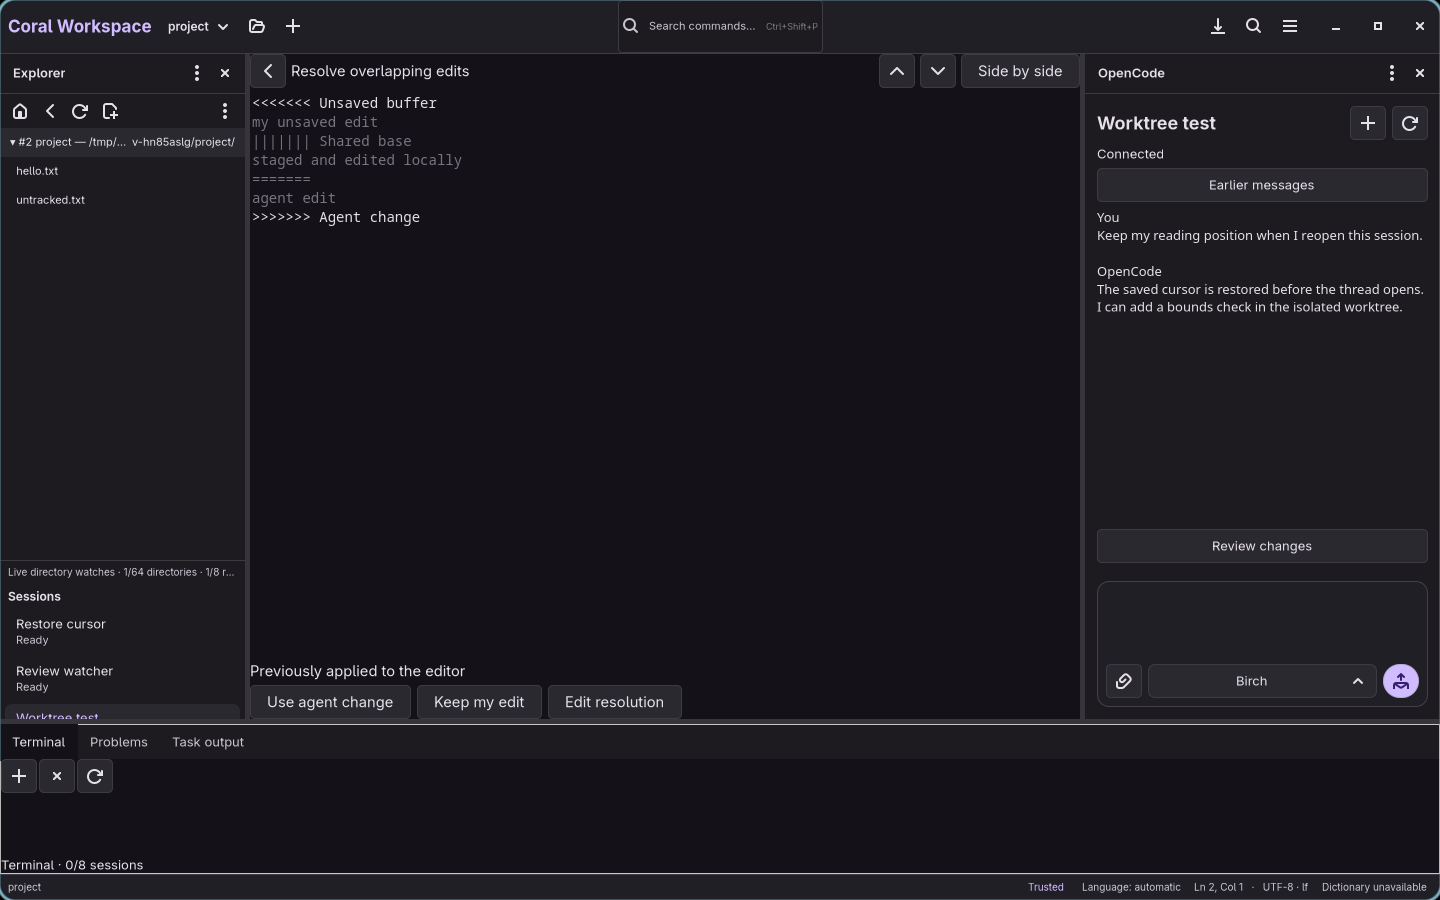 Coral Workspace
project
Search commands... Ctrl+Shift+P
Explorer
▾ #2 project — /tmp/... v-hn85aslg/project/
hello.txt
untracked.txt
Live directory watches · 1/64 directories · 1/8 r...
Sessions
Restore cursor
Ready
Review watcher
Ready
Worktree test
Resolve overlapping edits
Side by side
<<<<<<< Unsaved buffer
my unsaved edit
||||||| Shared base
staged and edited locally
=======
agent edit
>>>>>>> Agent change
Previously applied to the editor
Use agent change
Keep my edit
Edit resolution
OpenCode
Worktree test
Connected
Earlier messages
You
Keep my reading position when I reopen this session.
OpenCode
The saved cursor is restored before the thread opens.
I can add a bounds check in the isolated worktree.
Review changes
Birch
Terminal
Problems
Task output
Terminal · 0/8 sessions
project
Trusted
Language: automatic
Ln 2, Col 1 · UTF-8 · lf
Dictionary unavailable